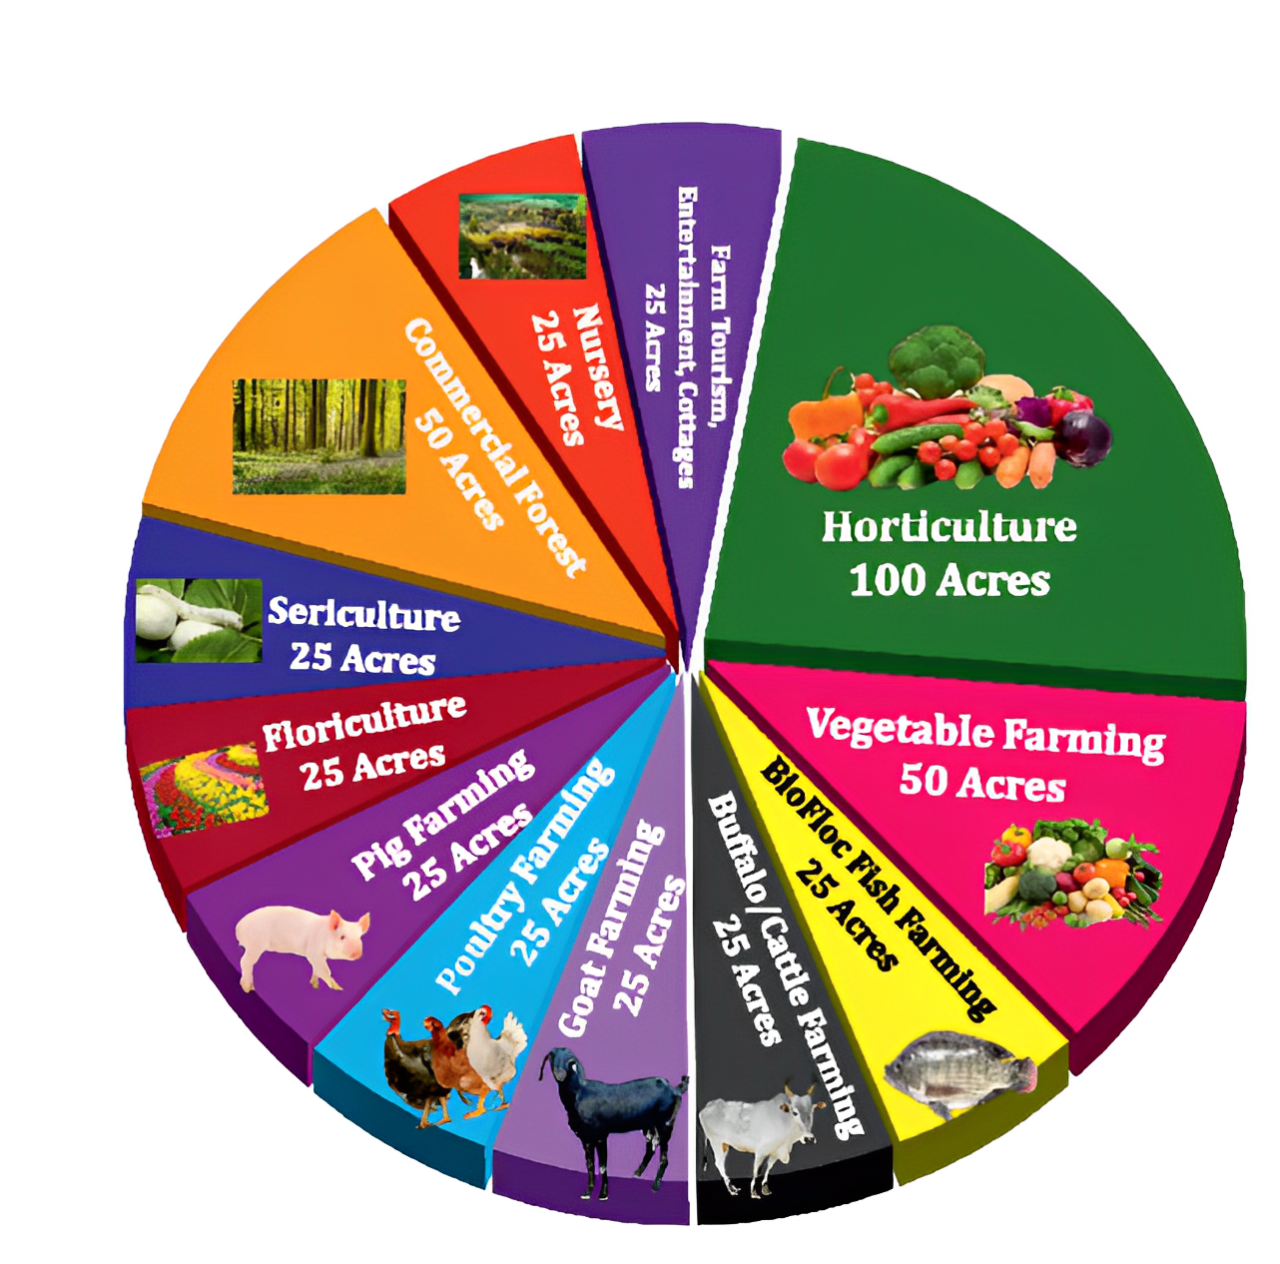 Farm Tourism,
Entertainment, Cottages
25 Acres
Horticulture
100 Acres
Vegetable Farming
50 Acres
BioFloc Fish Farming
25 Acres
Buffalo/Cattle Farming
25 Acres
Goat Farming
25 Acres
Poultry Farming
25 Acres
Pig Farming
25 Acres
Floriculture
25 Acres
Sericulture
25 Acres
Commercial Forest
50 Acres
Nursery
25 Acres